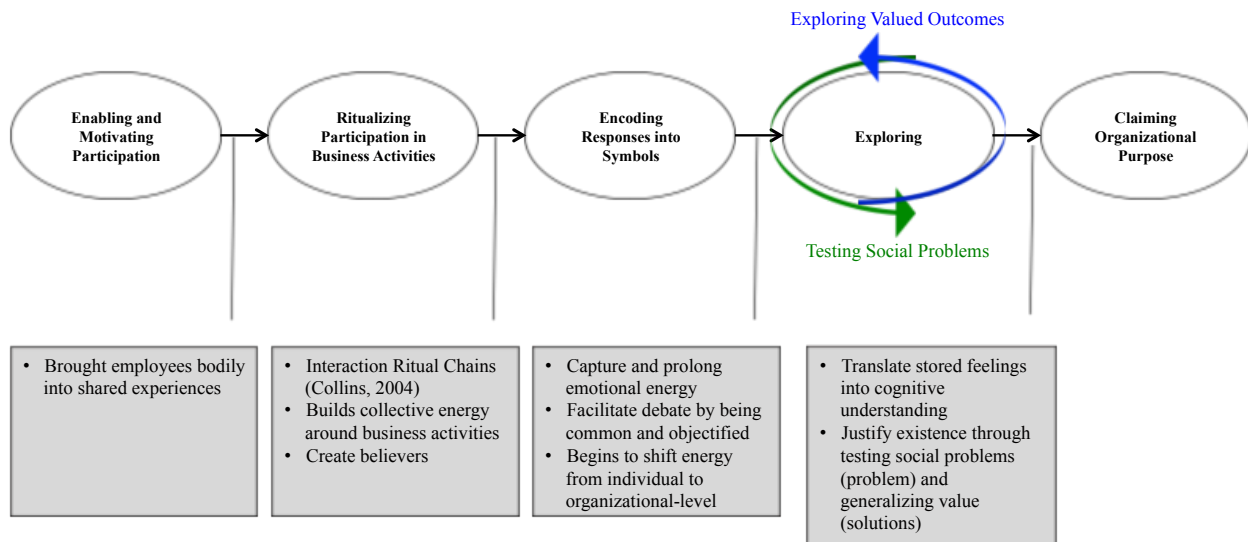 Exploring Valued Outcomes
Enabling and
Motivating
Participation
Ritualizing
Participation in
Business Activities
Encoding
Responses into
Symbols
Exploring
Claiming
Organizational
Purpose
Testing Social Problems
• Brought employees bodily
into shared experiences
• Interaction Ritual Chains
(Collins, 2004)
• Builds collective energy
around business activities
• Create believers
• Capture and prolong
emotional energy
• Facilitate debate by being
common and objectified
• Begins to shift energy
from individual to
organizational-level
• Translate stored feelings
into cognitive
understanding
• Justify existence through
testing social problems
(problem) and
generalizing value
(solutions)